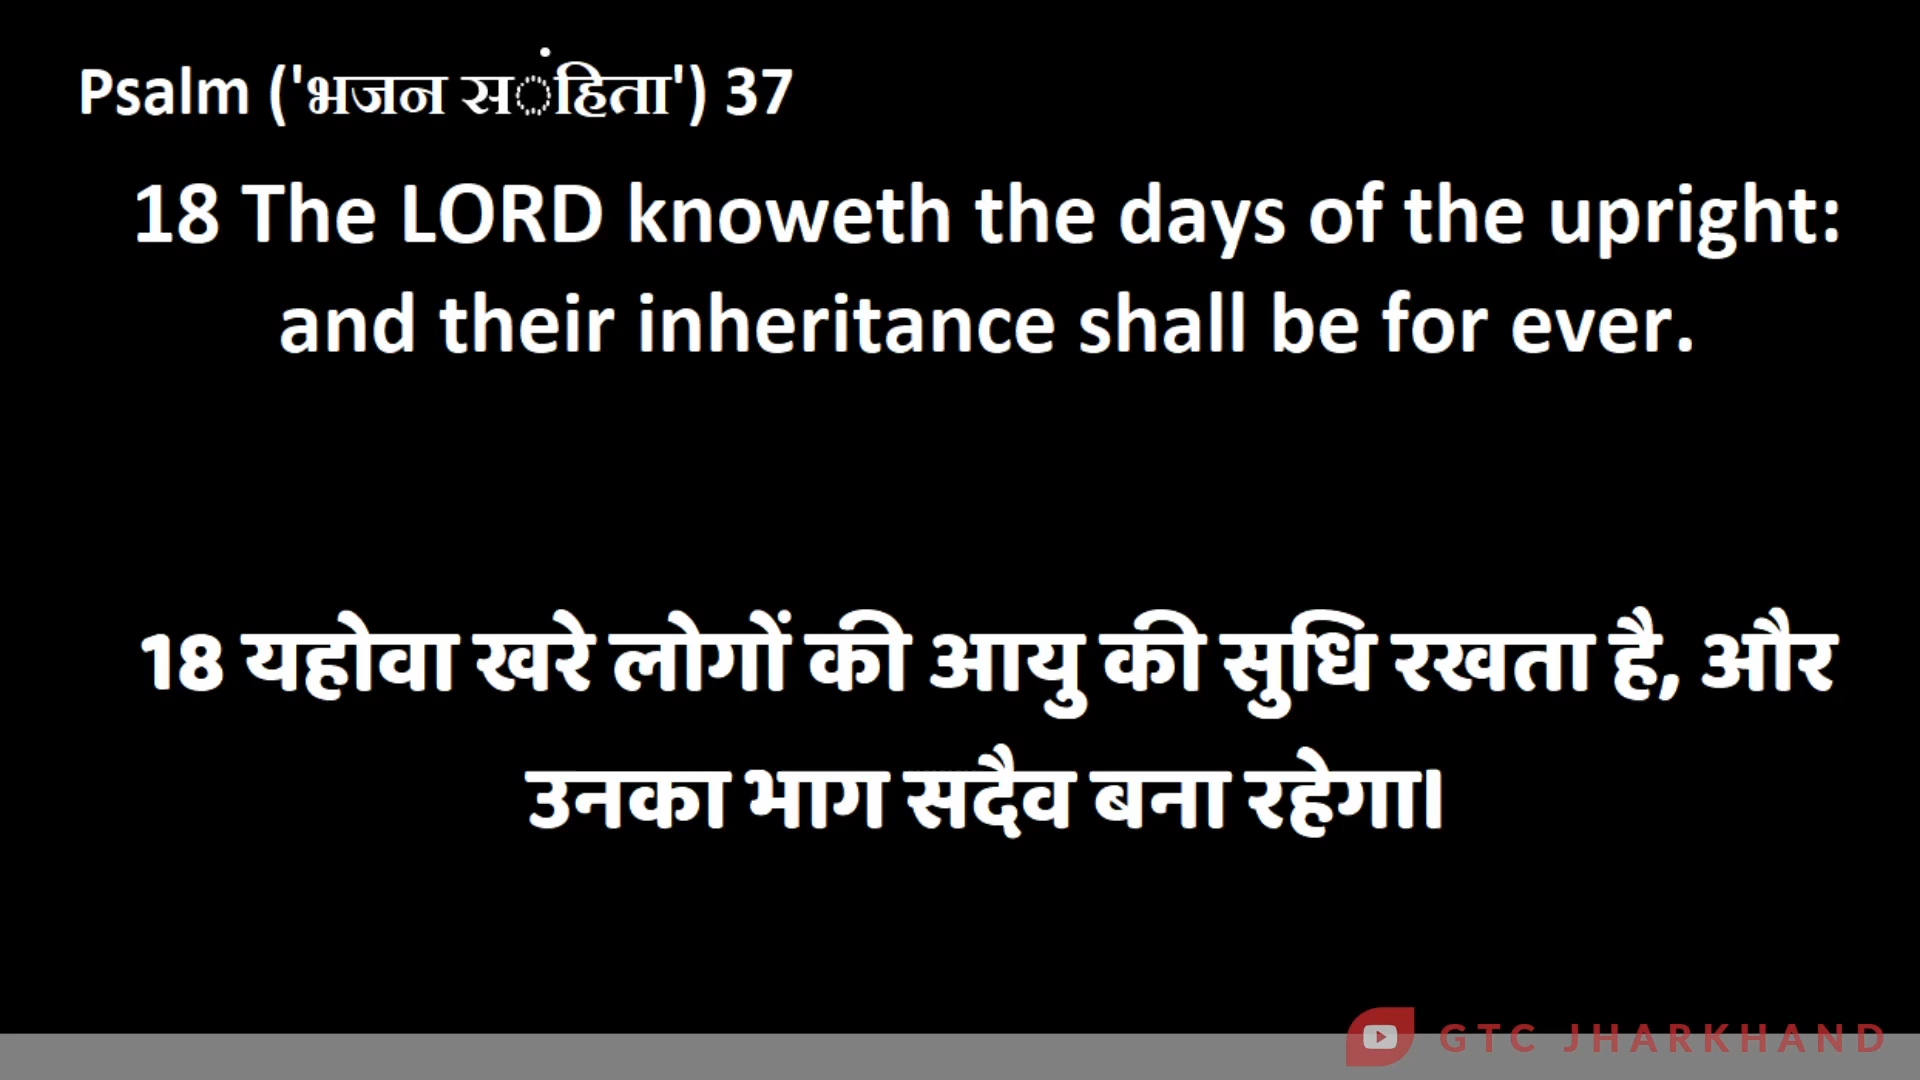 Psalm ('भजन संहिता') 37
18 The LORD knoweth the days of the upright:
and their inheritance shall be for ever.
18 यहोवा खरे लोगों की आयु की सुधि रखता है, और
उनका भाग सदैव बना रहेगा।
GTC JHARKHAND